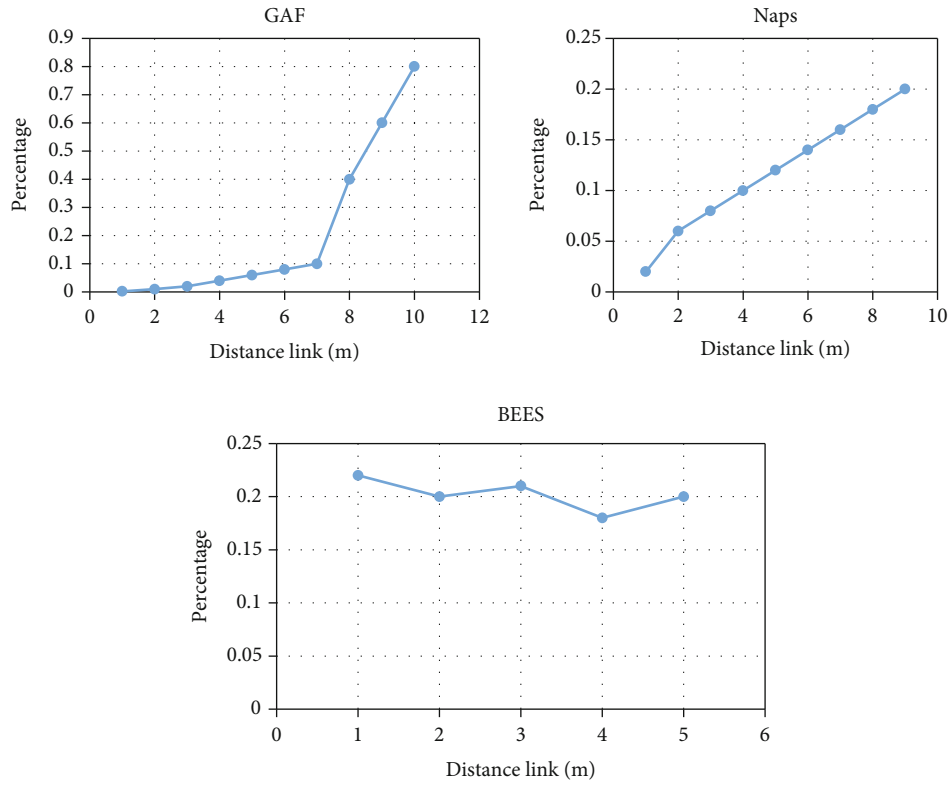 GAF
0.9
0.8
0.7
0.6
0.5
0.4
0.3
0.2
0.1
0
Percentage
0 2 4 6 8 10 12
Distance link (m)
Naps
0.25
0.2
0.15
0.1
0.05
0
Percentage
0 2 4 6 8 10
Distance link (m)
BEES
0.25
0.2
0.15
0.1
0.05
0
Percentage
0 1 2 3 4 5 6
Distance link (m)